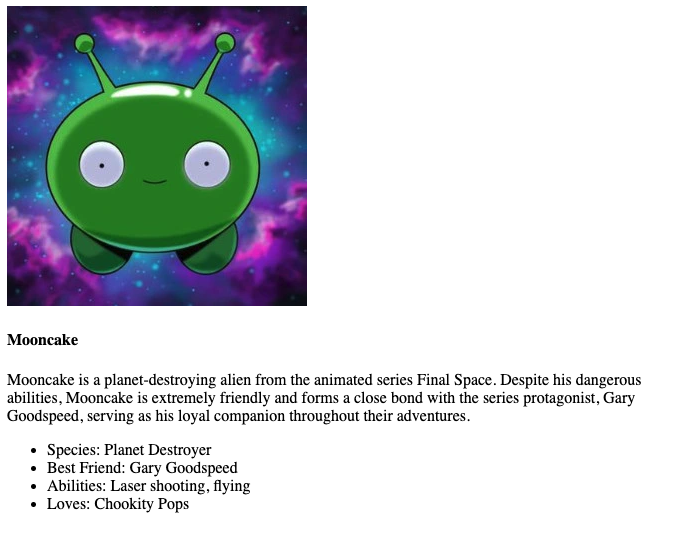 Mooncake
Mooncake is a planet-destroying alien from the animated series Final Space. Despite his dangerous
abilities, Mooncake is extremely friendly and forms a close bond with the series protagonist, Gary
Goodspeed, serving as his loyal companion throughout their adventures.
• Species: Planet Destroyer
• Best Friend: Gary Goodspeed
• Abilities: Laser shooting, flying
• Loves: Chookity Pops